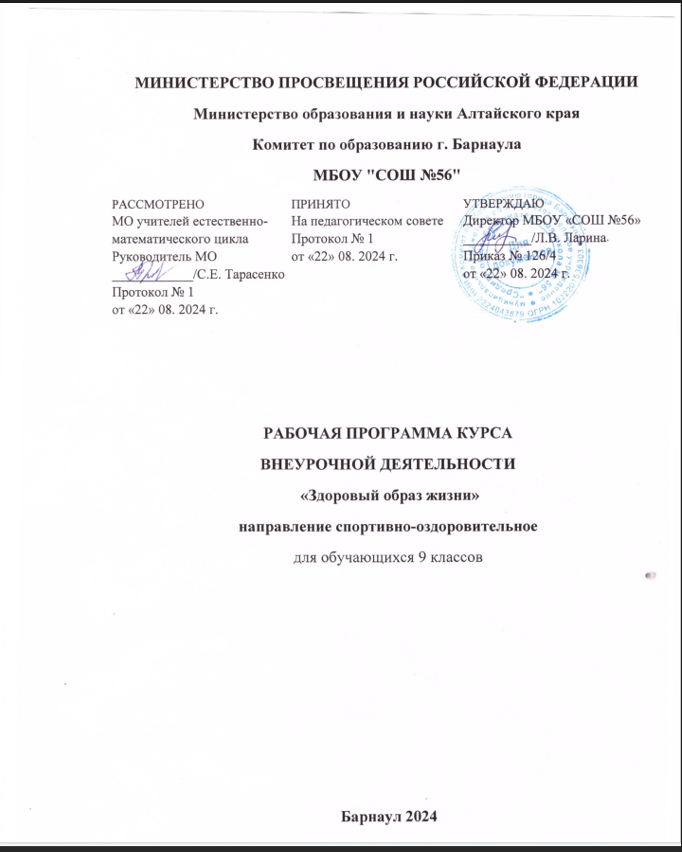 МИНИСТЕРСТВО ПРОСВЕЩЕНИЯ РОССИЙСКОЙ ФЕДЕРАЦИИ
Министерство образования и науки Алтайского края
Комитет по образованию г. Барнаула
МБОУ "СОШ №56"
РАССМОТРЕНО
МО учителей естественно-
математического цикла
Руководитель МО
____________/С.Е. Тарасенко
Протокол № 1
от «22» 08. 2024 г.
ПРИНЯТО
На педагогическом совете
Протокол № 1
от «22» 08. 2024 г.
УТВЕРЖДАЮ
Директор МБОУ «СОШ №56»
__________/Л.В. Ларина
Приказ № 126/4
от «22» 08. 2024 г.
РАБОЧАЯ ПРОГРАММА КУРСА
ВНЕУРОЧНОЙ ДЕЯТЕЛЬНОСТИ
«Здоровый образ жизни»
направление спортивно-оздоровительное
для обучающихся 9 классов
Барнаул 2024